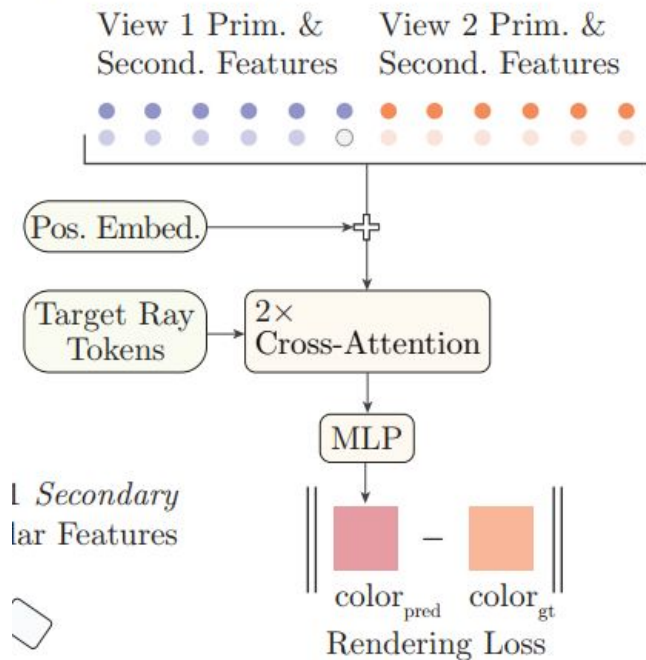 View 1 Prim. &
Second. Features
View 2 Prim. &
Second. Features
Pos. Embed.
Target Ray
Tokens
2×
Cross-Attention
MLP
Secondary
Features
−
color_pred
color_gt
Rendering Loss